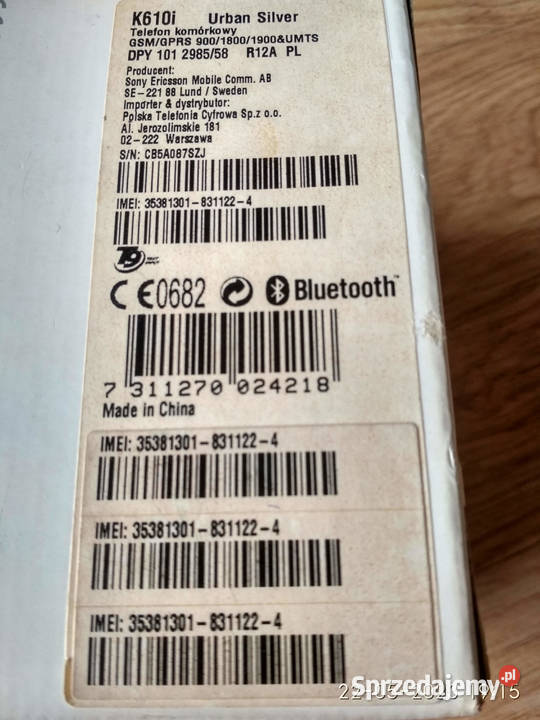 K610i Urban Silver
Telefon komórkowy
GSM/GPRS 900/1800/1900&UMTS
DPY 101 2985/58 R12A PL
Producent:
Sony Ericsson Mobile Comm. AB
SE-221 88 Lund / Sweden
Importer & dystrybutor:
Polska Telefonia Cyfrowa Sp.z o.o.
Al. Jerozolimskie 181
02-222 Warszawa
S/N: CB5A087SZJ
IMEI: 35381301-831122-4
T9
CE0682 Bluetooth™
7 311270 024218
Made in China
IMEI: 35381301-831122-4
IMEI: 35381301-831122-4
IMEI: 35381301-831122-4
Sprzedajemy.pl